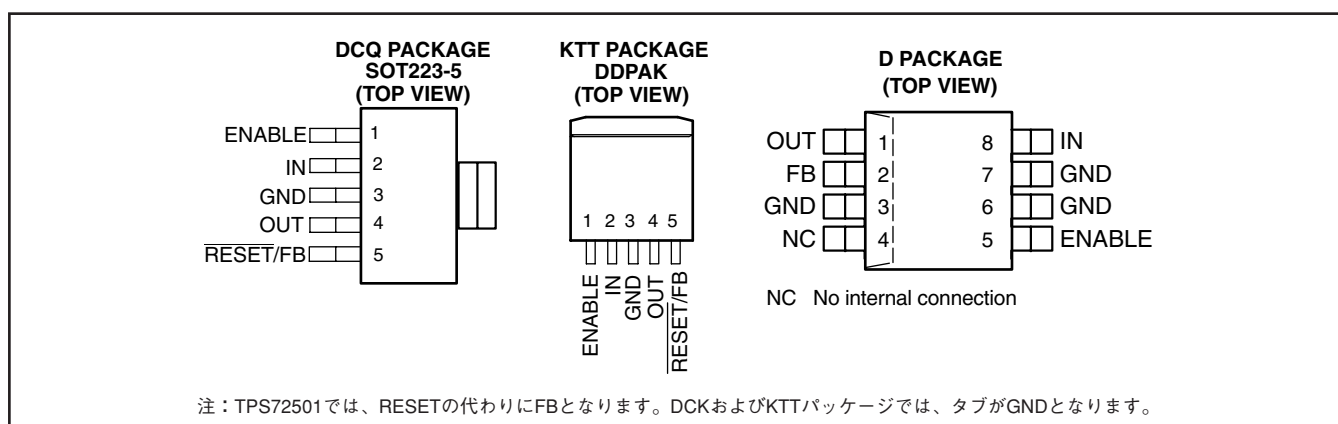 DCQ PACKAGE
SOT223-5
(TOP VIEW)
ENABLE 1
IN 2
GND 3
OUT 4
RESET/FB 5
KTT PACKAGE
DDPAK
(TOP VIEW)
1 2 3 4 5
ENABLE
IN
GND
OUT
RESET/FB
D PACKAGE
(TOP VIEW)
OUT 1 8 IN
FB 2 7 GND
GND 3 6 GND
NC 4 5 ENABLE
NC No internal connection
注：TPS72501では、RESETの代わりにFBとなります。DCKおよびKTTパッケージでは、タブがGNDとなります。